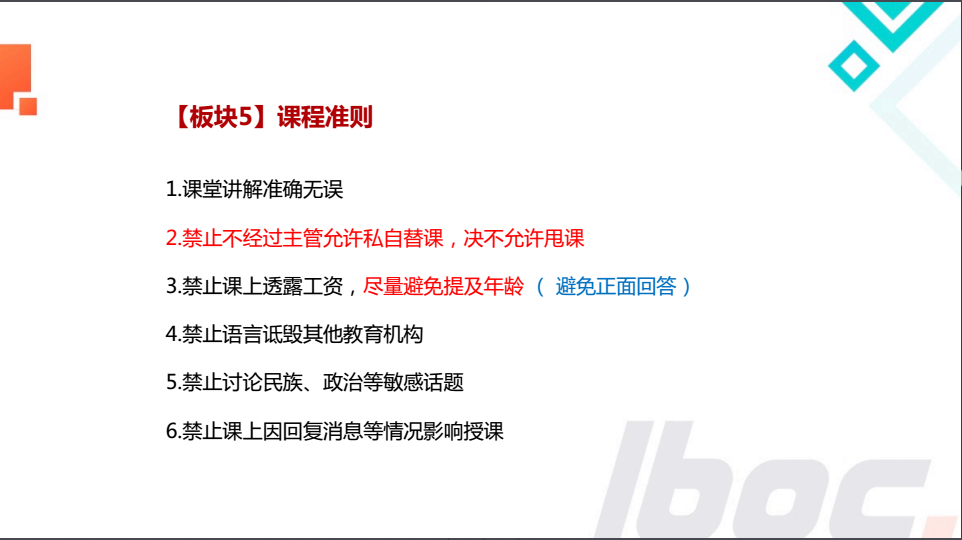 【板块5】课程准则
1.课堂讲解准确无误
2.禁止不经过主管允许私自替课，决不允许甩课
3.禁止课上透露工资，尽量避免提及年龄（ 避免正面回答）
4.禁止语言诋毁其他教育机构
5.禁止讨论民族、政治等敏感话题
6.禁止课上因回复消息等情况影响授课
lboc.